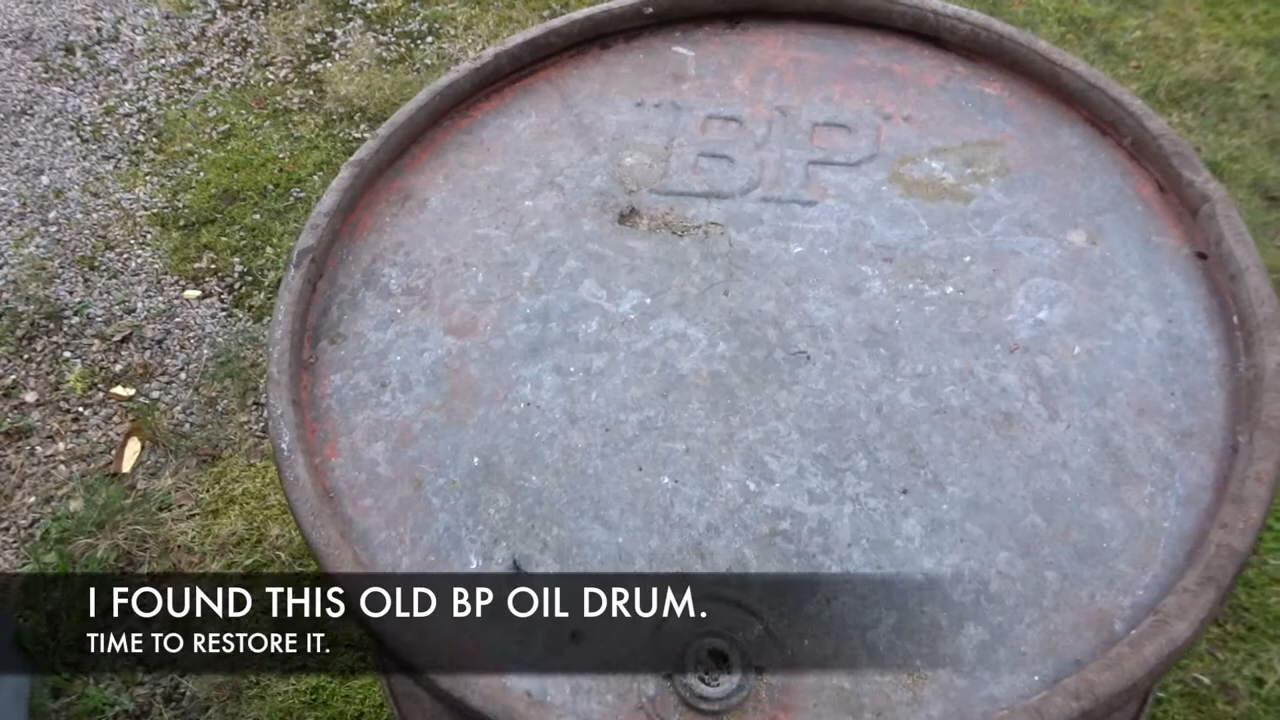 "BP"
I FOUND THIS OLD BP OIL DRUM.
TIME TO RESTORE IT.